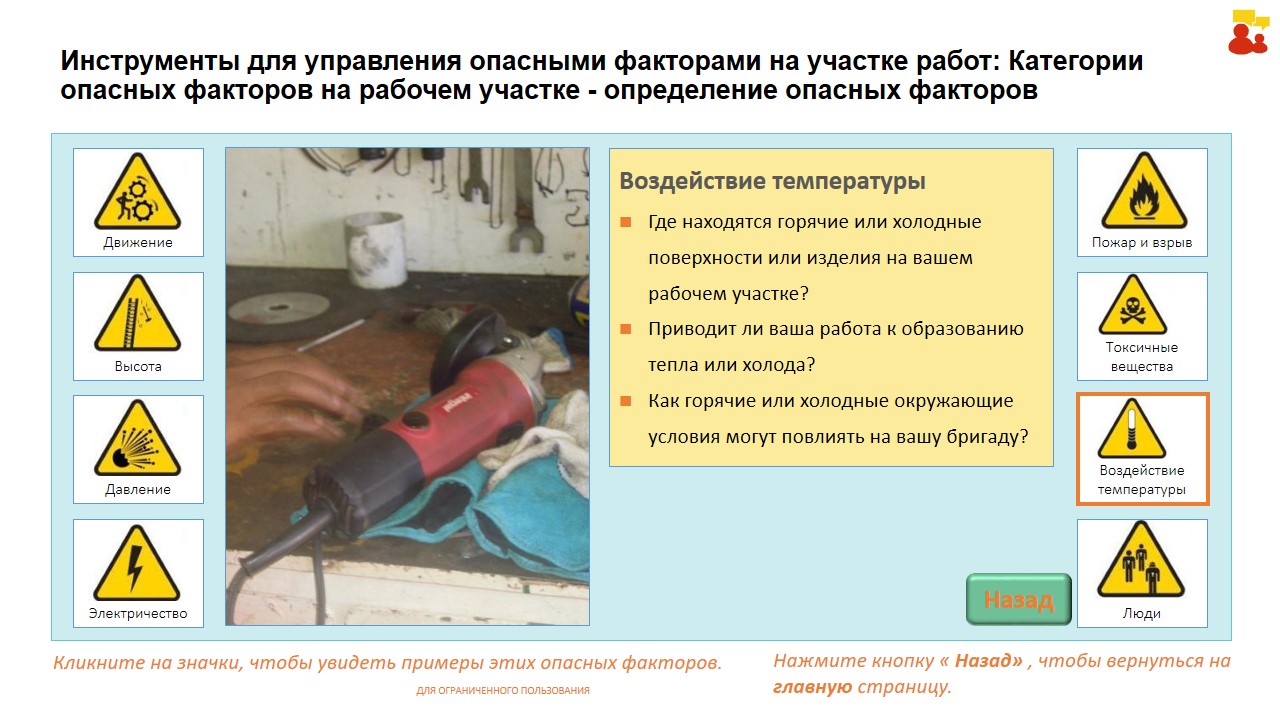 Инструменты для управления опасными факторами на участке работ: Категории
опасных факторов на рабочем участке - определение опасных факторов
Движение
Высота
Давление
Электричество
Воздействие температуры
Где находятся горячие или холодные
поверхности или изделия на вашем
рабочем участке?
Приводит ли ваша работа к образованию
тепла или холода?
Как горячие или холодные окружающие
условия могут повлиять на вашу бригаду?
Пожар и взрыв
Токсичные
вещества
Воздействие
температуры
Люди
Назад
Кликните на значки, чтобы увидеть примеры этих опасных факторов.
Нажмите кнопку « Назад» , чтобы вернуться на
главную страницу.
ДЛЯ ОГРАНИЧЕННОГО ПОЛЬЗОВАНИЯ